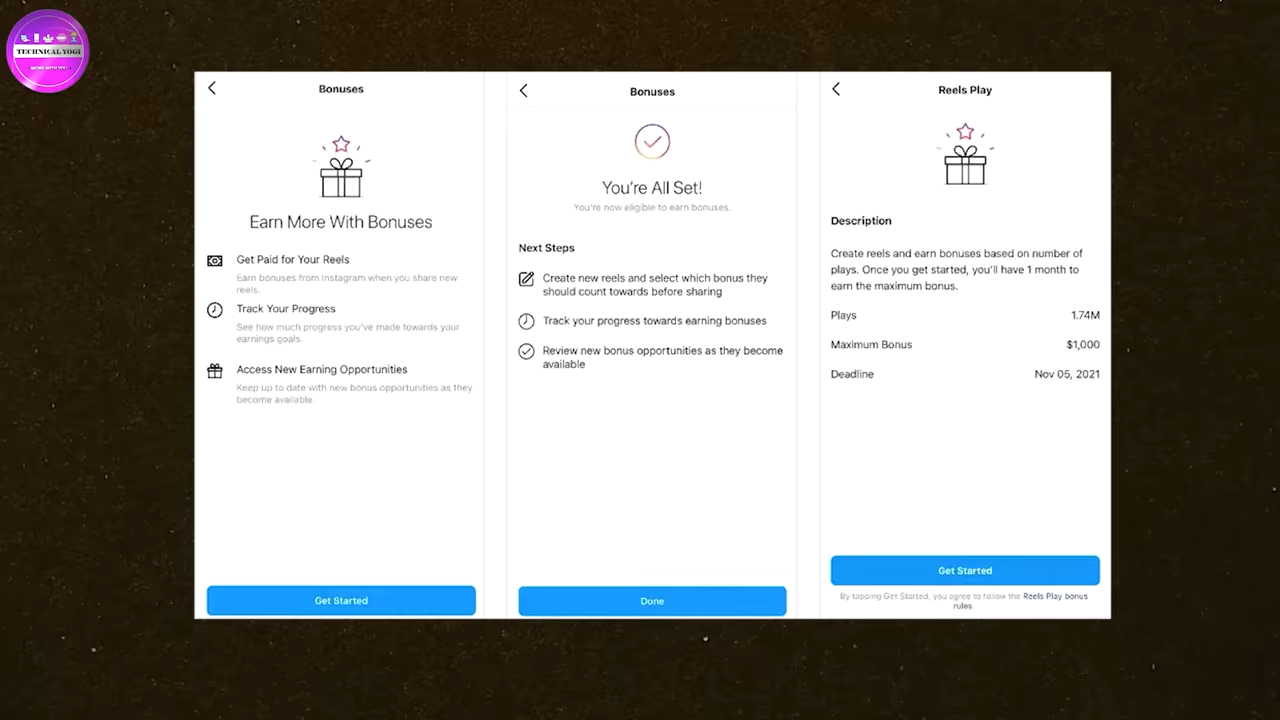 TECHNICAL YOGI
Bonuses
Earn More With Bonuses
Get Paid for Your Reels
Earn bonuses from Instagram when you share new
reels.
Track Your Progress
See how much progress you've made towards your
earnings goals.
Access New Earning Opportunities
Keep up to date with new bonus opportunities as they
become available.
Get Started
Bonuses
You're All Set!
You're now eligible to earn bonuses.
Next Steps
Create new reels and select which bonus they
should count towards before sharing
Track your progress towards earning bonuses
Review new bonus opportunities as they become
available
Done
Reels Play
Description
Create reels and earn bonuses based on number of
plays. Once you get started, you'll have 1 month to
earn the maximum bonus.
Plays 1.74M
Maximum Bonus $1,000
Deadline Nov 05, 2021
Get Started
By tapping Get Started, you agree to follow the Reels Play bonus
rules